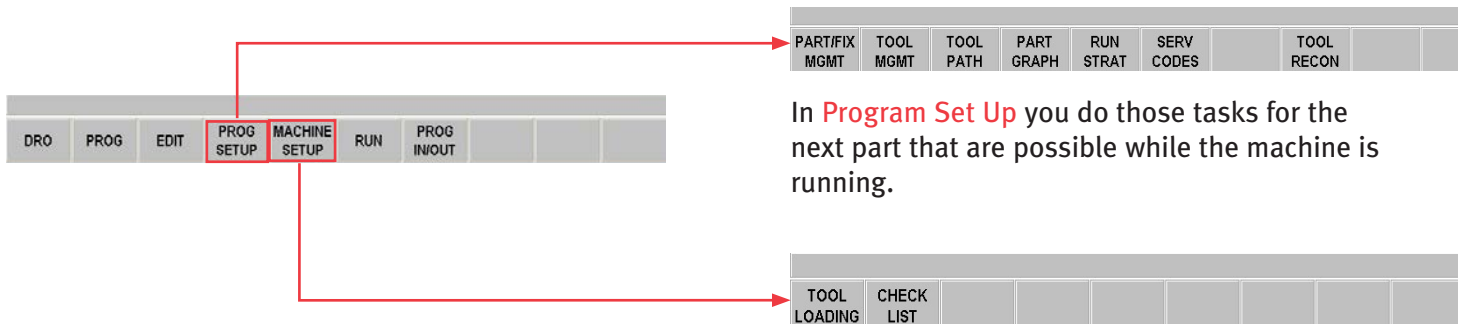 PART/FIX TOOL TOOL PART RUN SERV TOOL
MGMT MGMT PATH GRAPH STRAT CODES RECON
DRO PROG EDIT PROG SETUP MACHINE SETUP RUN PROG IN/OUT
In Program Set Up you do those tasks for the
next part that are possible while the machine is
running.
TOOL CHECK
LOADING LIST